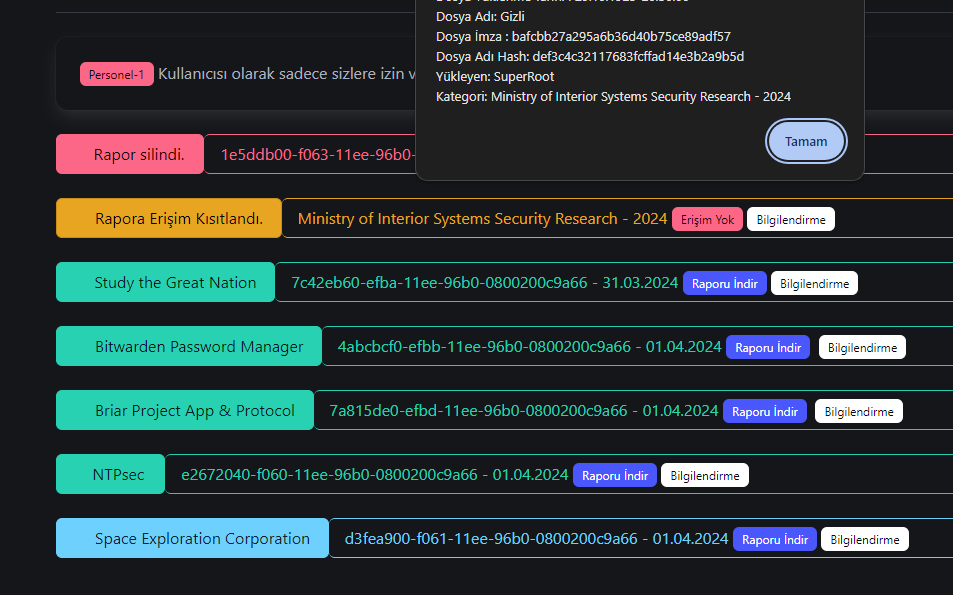 Dosya Adı: Gizli
Dosya İmza : bafcbb27a295a6b36d40b75ce89adf57
Dosya Adı Hash: def3c4c32117683fcffad14e3b2a9b5d
Yükleyen: SuperRoot
Kategori: Ministry of Interior Systems Security Research - 2024
Tamam
Personel-1 Kullanıcısı olarak sadece sizlere izin v
Rapor silindi. 1e5ddb00-f063-11ee-96b0-
Rapora Erişim Kısıtlandı. Ministry of Interior Systems Security Research - 2024 Erişim Yok Bilgilendirme
Study the Great Nation 7c42eb60-efba-11ee-96b0-0800200c9a66 - 31.03.2024 Raporu İndir Bilgilendirme
Bitwarden Password Manager 4abcbcf0-efbb-11ee-96b0-0800200c9a66 - 01.04.2024 Raporu İndir Bilgilendirme
Briar Project App & Protocol 7a815de0-efbd-11ee-96b0-0800200c9a66 - 01.04.2024 Raporu İndir Bilgilendirme
NTPsec e2672040-f060-11ee-96b0-0800200c9a66 - 01.04.2024 Raporu İndir Bilgilendirme
Space Exploration Corporation d3fea900-f061-11ee-96b0-0800200c9a66 - 01.04.2024 Raporu İndir Bilgilendirme